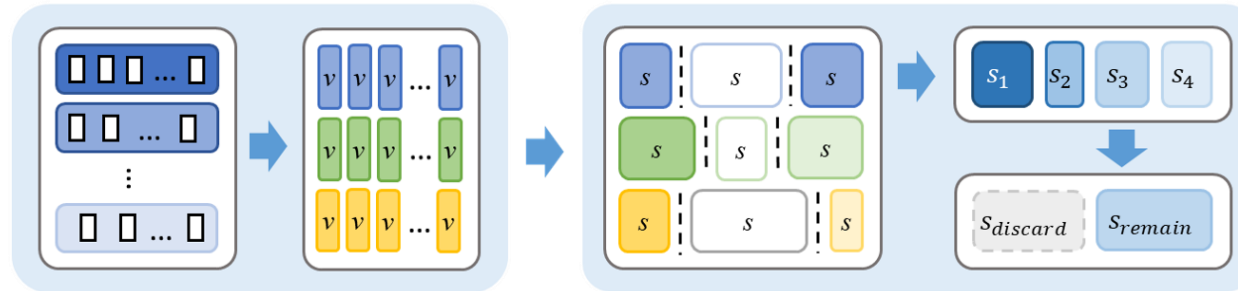 ...
...
⋮
...
v v v ... v
v v v ... v
v v v ... v
s s s
s s s
s s s
s₁ s₂ s₃ s₄
s_discard s_remain